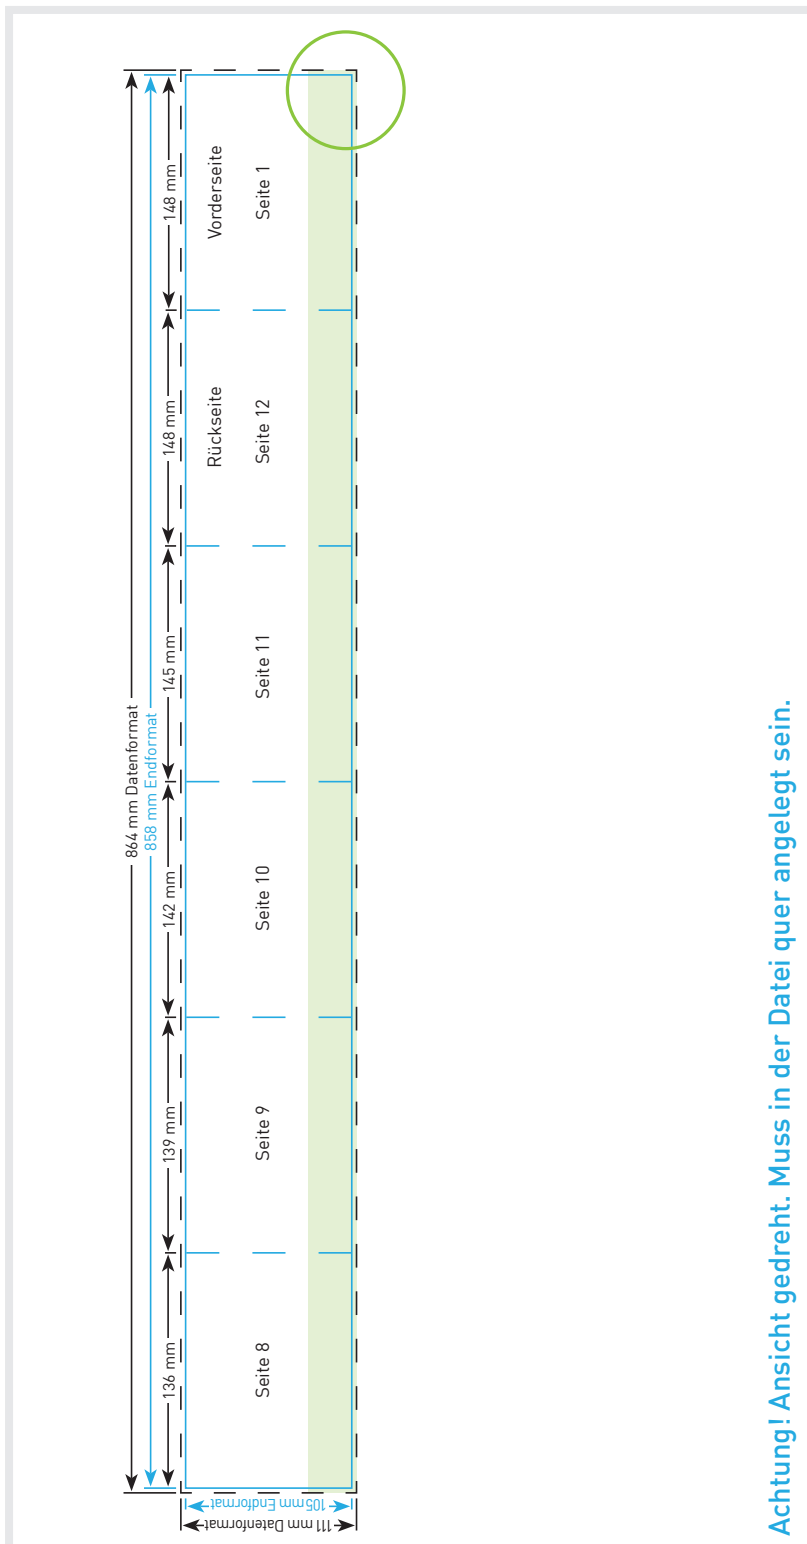 864 mm Datenformat
858 mm Endformat
148 mm
148 mm
145 mm
142 mm
139 mm
136 mm
Vorderseite
Seite 1
Rückseite
Seite 12
Seite 11
Seite 10
Seite 9
Seite 8
105 mm Endformat
111 mm Datenformat
Achtung! Ansicht gedreht. Muss in der Datei quer angelegt sein.